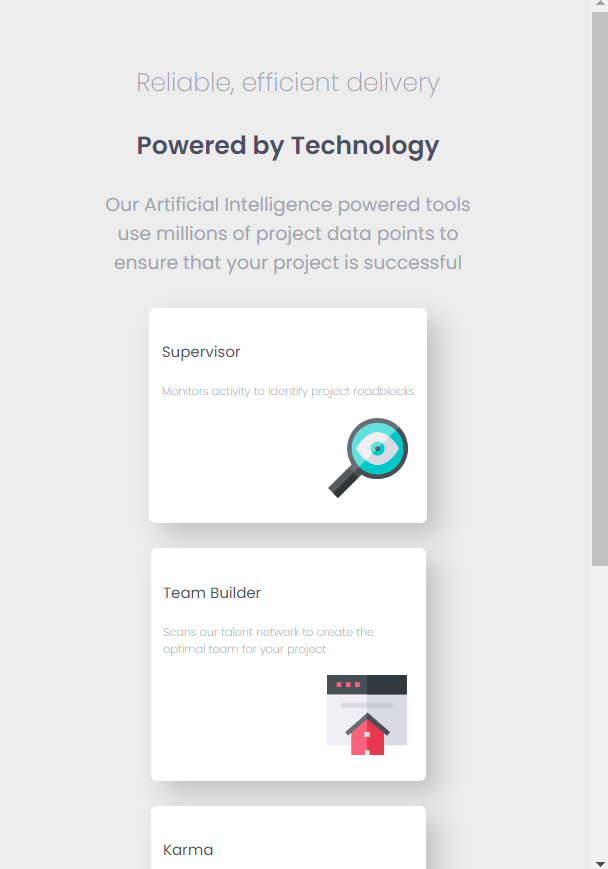 Reliable, efficient delivery
Powered by Technology
Our Artificial Intelligence powered tools
use millions of project data points to
ensure that your project is successful
Supervisor
Monitors activity to identify project roadblocks
Team Builder
Scans our talent network to create the
optimal team for your project
Karma